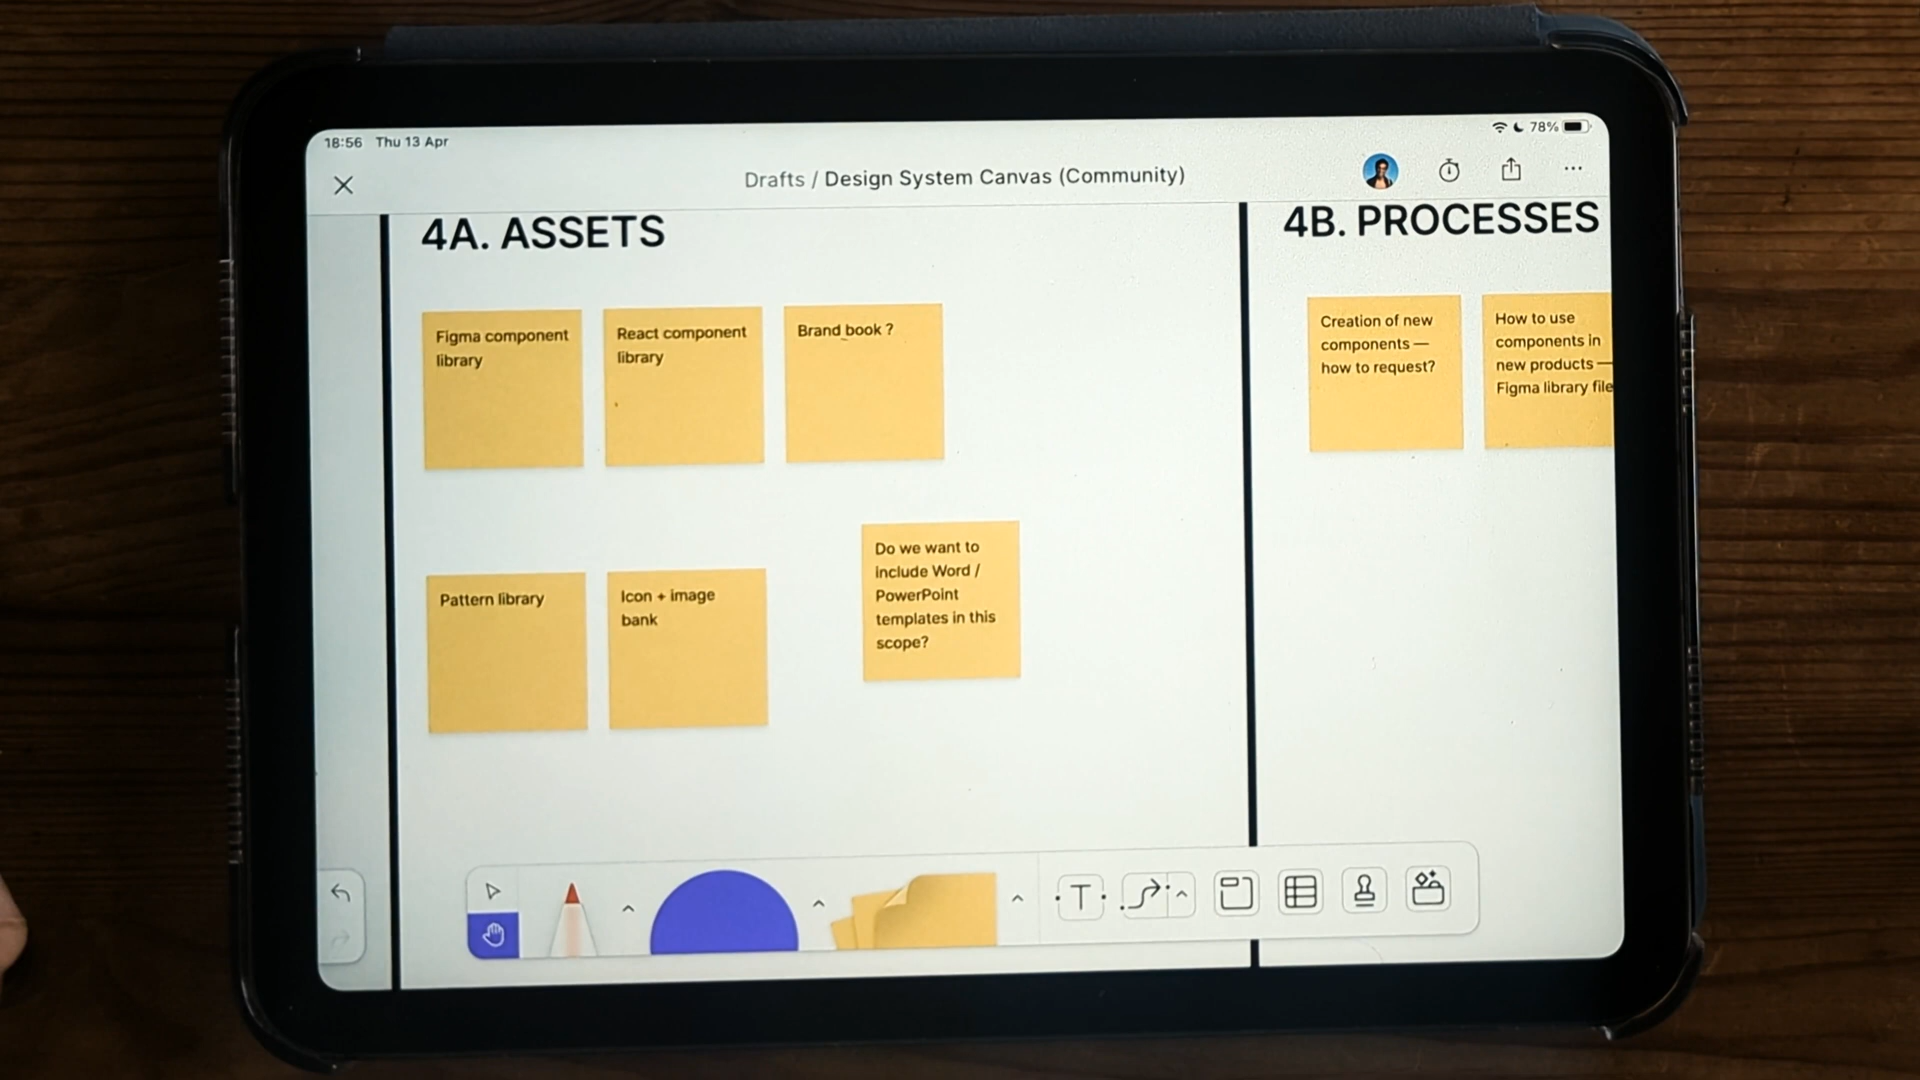 18:56 Thu 13 Apr
78%
Drafts / Design System Canvas (Community)
4A. ASSETS
Figma component
library
React component
library
Brand book ?
Pattern library
Icon + image
bank
Do we want to
include Word /
PowerPoint
templates in this
scope?
4B. PROCESSES
Creation of new
components —
how to request?
How to use
components in
new products —
Figma library file
T